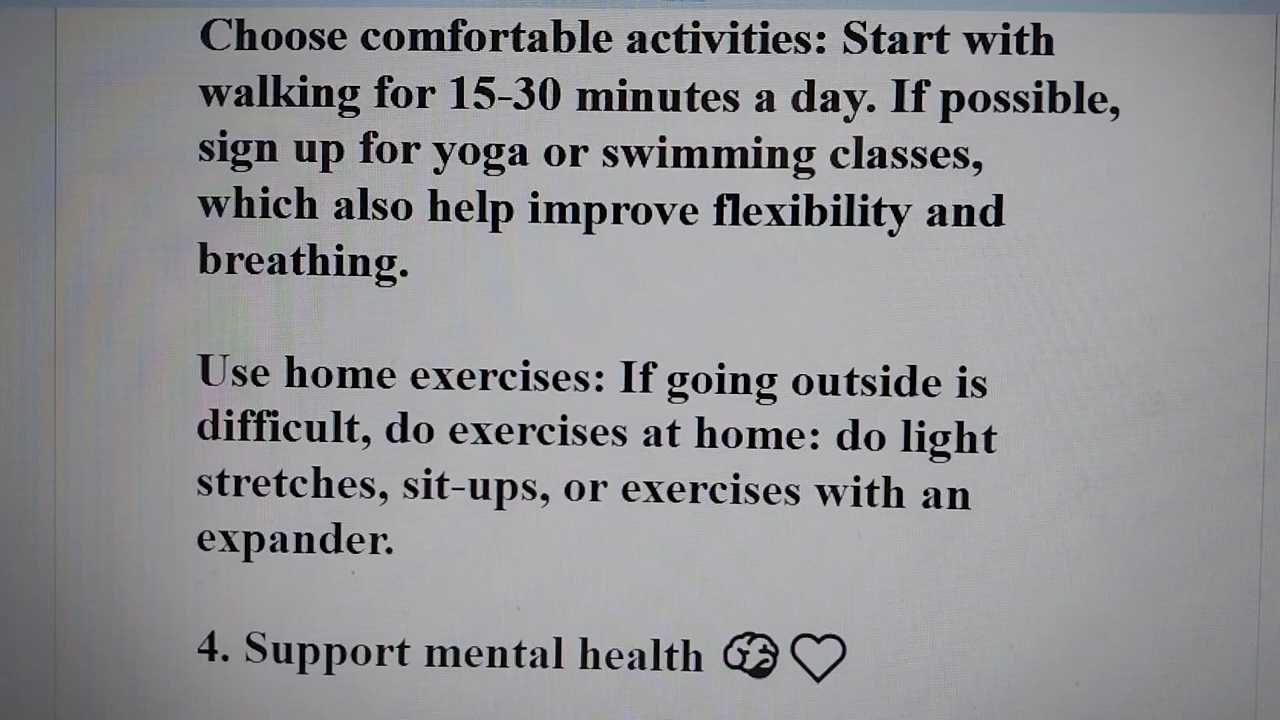 Choose comfortable activities: Start with
walking for 15-30 minutes a day. If possible,
sign up for yoga or swimming classes,
which also help improve flexibility and
breathing.
Use home exercises: If going outside is
difficult, do exercises at home: do light
stretches, sit-ups, or exercises with an
expander.
4. Support mental health